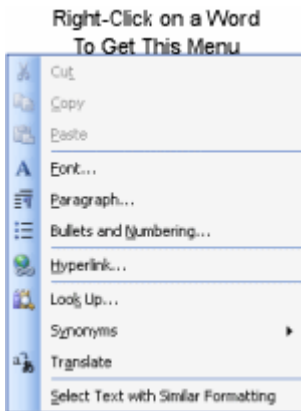 Right-Click on a Word
To Get This Menu
Cut
Copy
Paste
Font...
Paragraph...
Bullets and Numbering...
Hyperlink...
Look Up...
Synonyms
Translate
Select Text with Similar Formatting